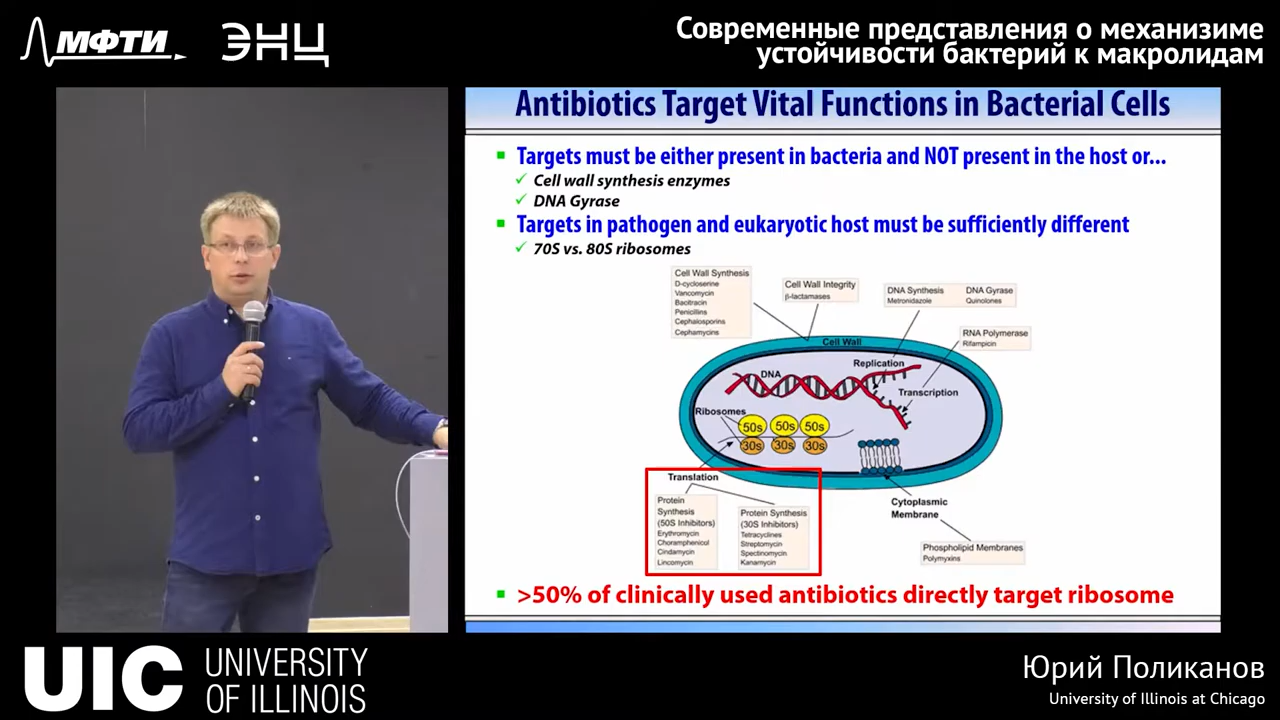 МФТИ
ЭНЦ
Современные представления о механизиме
устойчивости бактерий к макролидам
Antibiotics Target Vital Functions in Bacterial Cells
Targets must be either present in bacteria and NOT present in the host or...
Cell wall synthesis enzymes
DNA Gyrase
Targets in pathogen and eukaryotic host must be sufficiently different
70S vs. 80S ribosomes
Cell Wall Synthesis
D-cycloserine
Vancomycin
Bacitracin
Penicillins
Cephalosporins
Cephamycins
Cell Wall Integrity
β-lactamases
DNA Synthesis
Metronidazole
DNA Gyrase
Quinolones
RNA Polymerase
Rifampicin
Cell Wall
DNA
Replication
Transcription
Ribosomes
50s 50s 50s
30s 30s 30s
Translation
Protein
Synthesis
(50S Inhibitors)
Erythromycin
Choramphenicol
Cindamycin
Lincomycin
Protein Synthesis
(30S Inhibitors)
Tetracyclines
Streptomycin
Spectinomycin
Kanamycin
Cytoplasmic
Membrane
Phospholipid Membranes
Polymyxins
>50% of clinically used antibiotics directly target ribosome
UIC UNIVERSITY
OF ILLINOIS
Юрий Поликанов
University of Illinois at Chicago